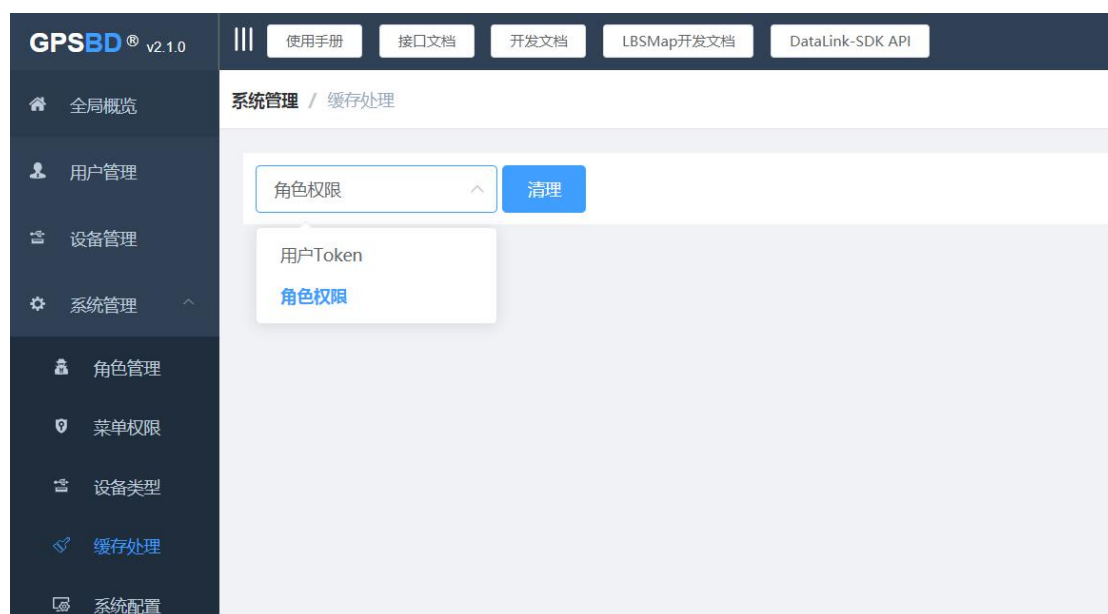 GPSBD® v2.1.0
使用手册 接口文档 开发文档 LBSMap开发文档 DataLink-SDK API
全局概览
系统管理 / 缓存处理
用户管理
角色权限 清理
设备管理
用户Token
角色权限
系统管理
角色管理
菜单权限
设备类型
缓存处理
系统配置